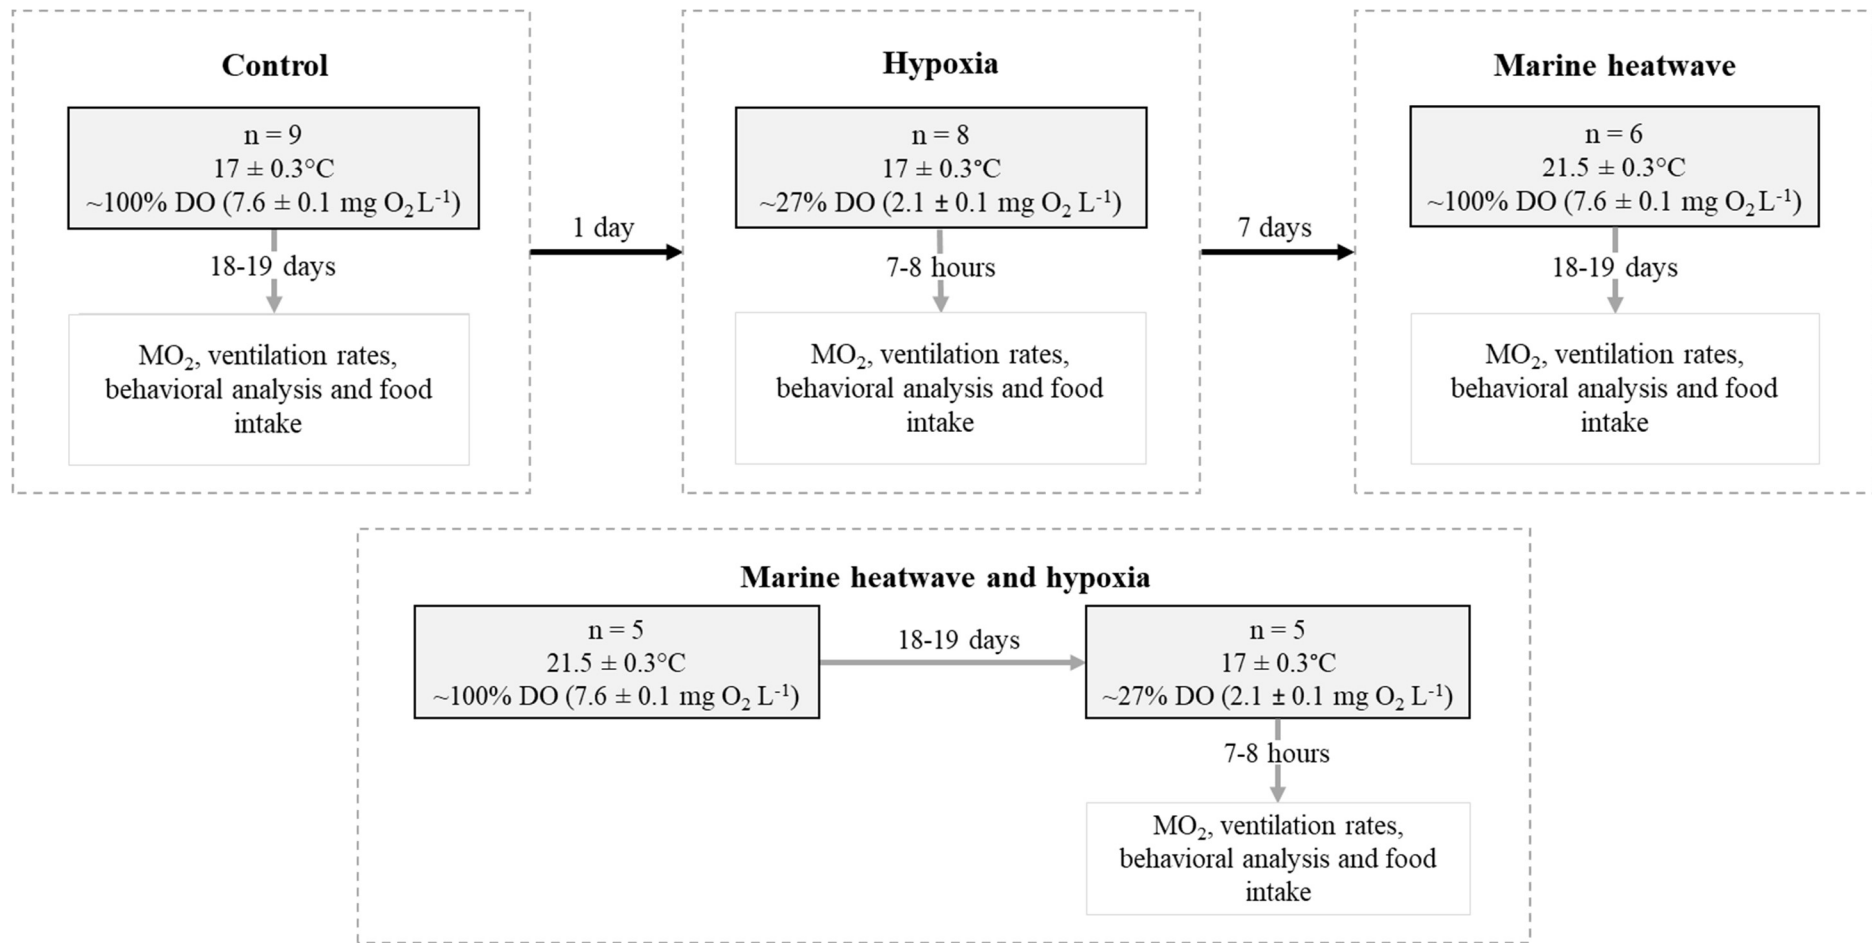 Control
n = 9
17 ± 0.3°C
~100% DO (7.6 ± 0.1 mg O₂ L⁻¹)
18-19 days
MO₂, ventilation rates,
behavioral analysis and food
intake
1 day
Hypoxia
n = 8
17 ± 0.3°C
~27% DO (2.1 ± 0.1 mg O₂ L⁻¹)
7-8 hours
MO₂, ventilation rates,
behavioral analysis and food
intake
7 days
Marine heatwave
n = 6
21.5 ± 0.3°C
~100% DO (7.6 ± 0.1 mg O₂ L⁻¹)
18-19 days
MO₂, ventilation rates,
behavioral analysis and food
intake
Marine heatwave and hypoxia
n = 5
21.5 ± 0.3°C
~100% DO (7.6 ± 0.1 mg O₂ L⁻¹)
18-19 days
n = 5
17 ± 0.3°C
~27% DO (2.1 ± 0.1 mg O₂ L⁻¹)
7-8 hours
MO₂, ventilation rates,
behavioral analysis and food
intake